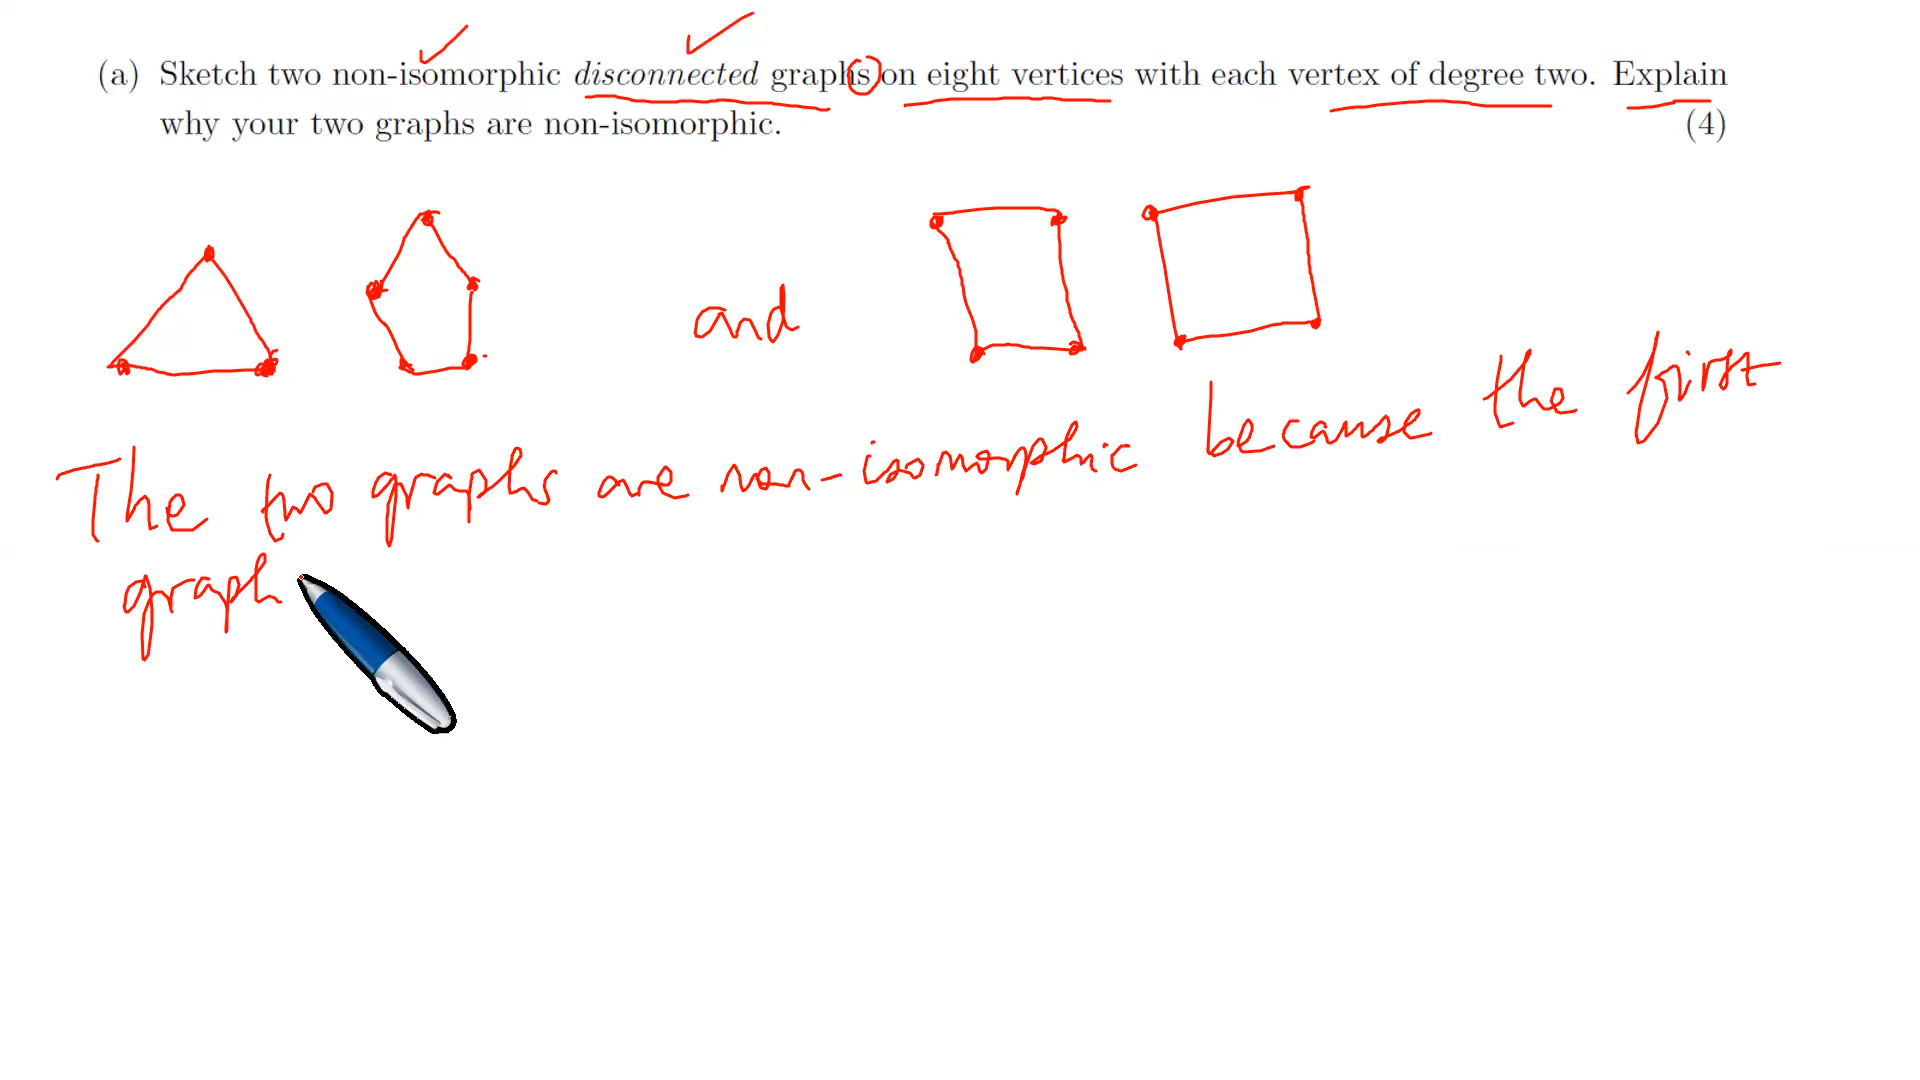 (a) Sketch two non-isomorphic disconnected graphs on eight vertices with each vertex of degree two. Explain
why your two graphs are non-isomorphic. (4)
and
The two graphs are non-isomorphic because the first
graph